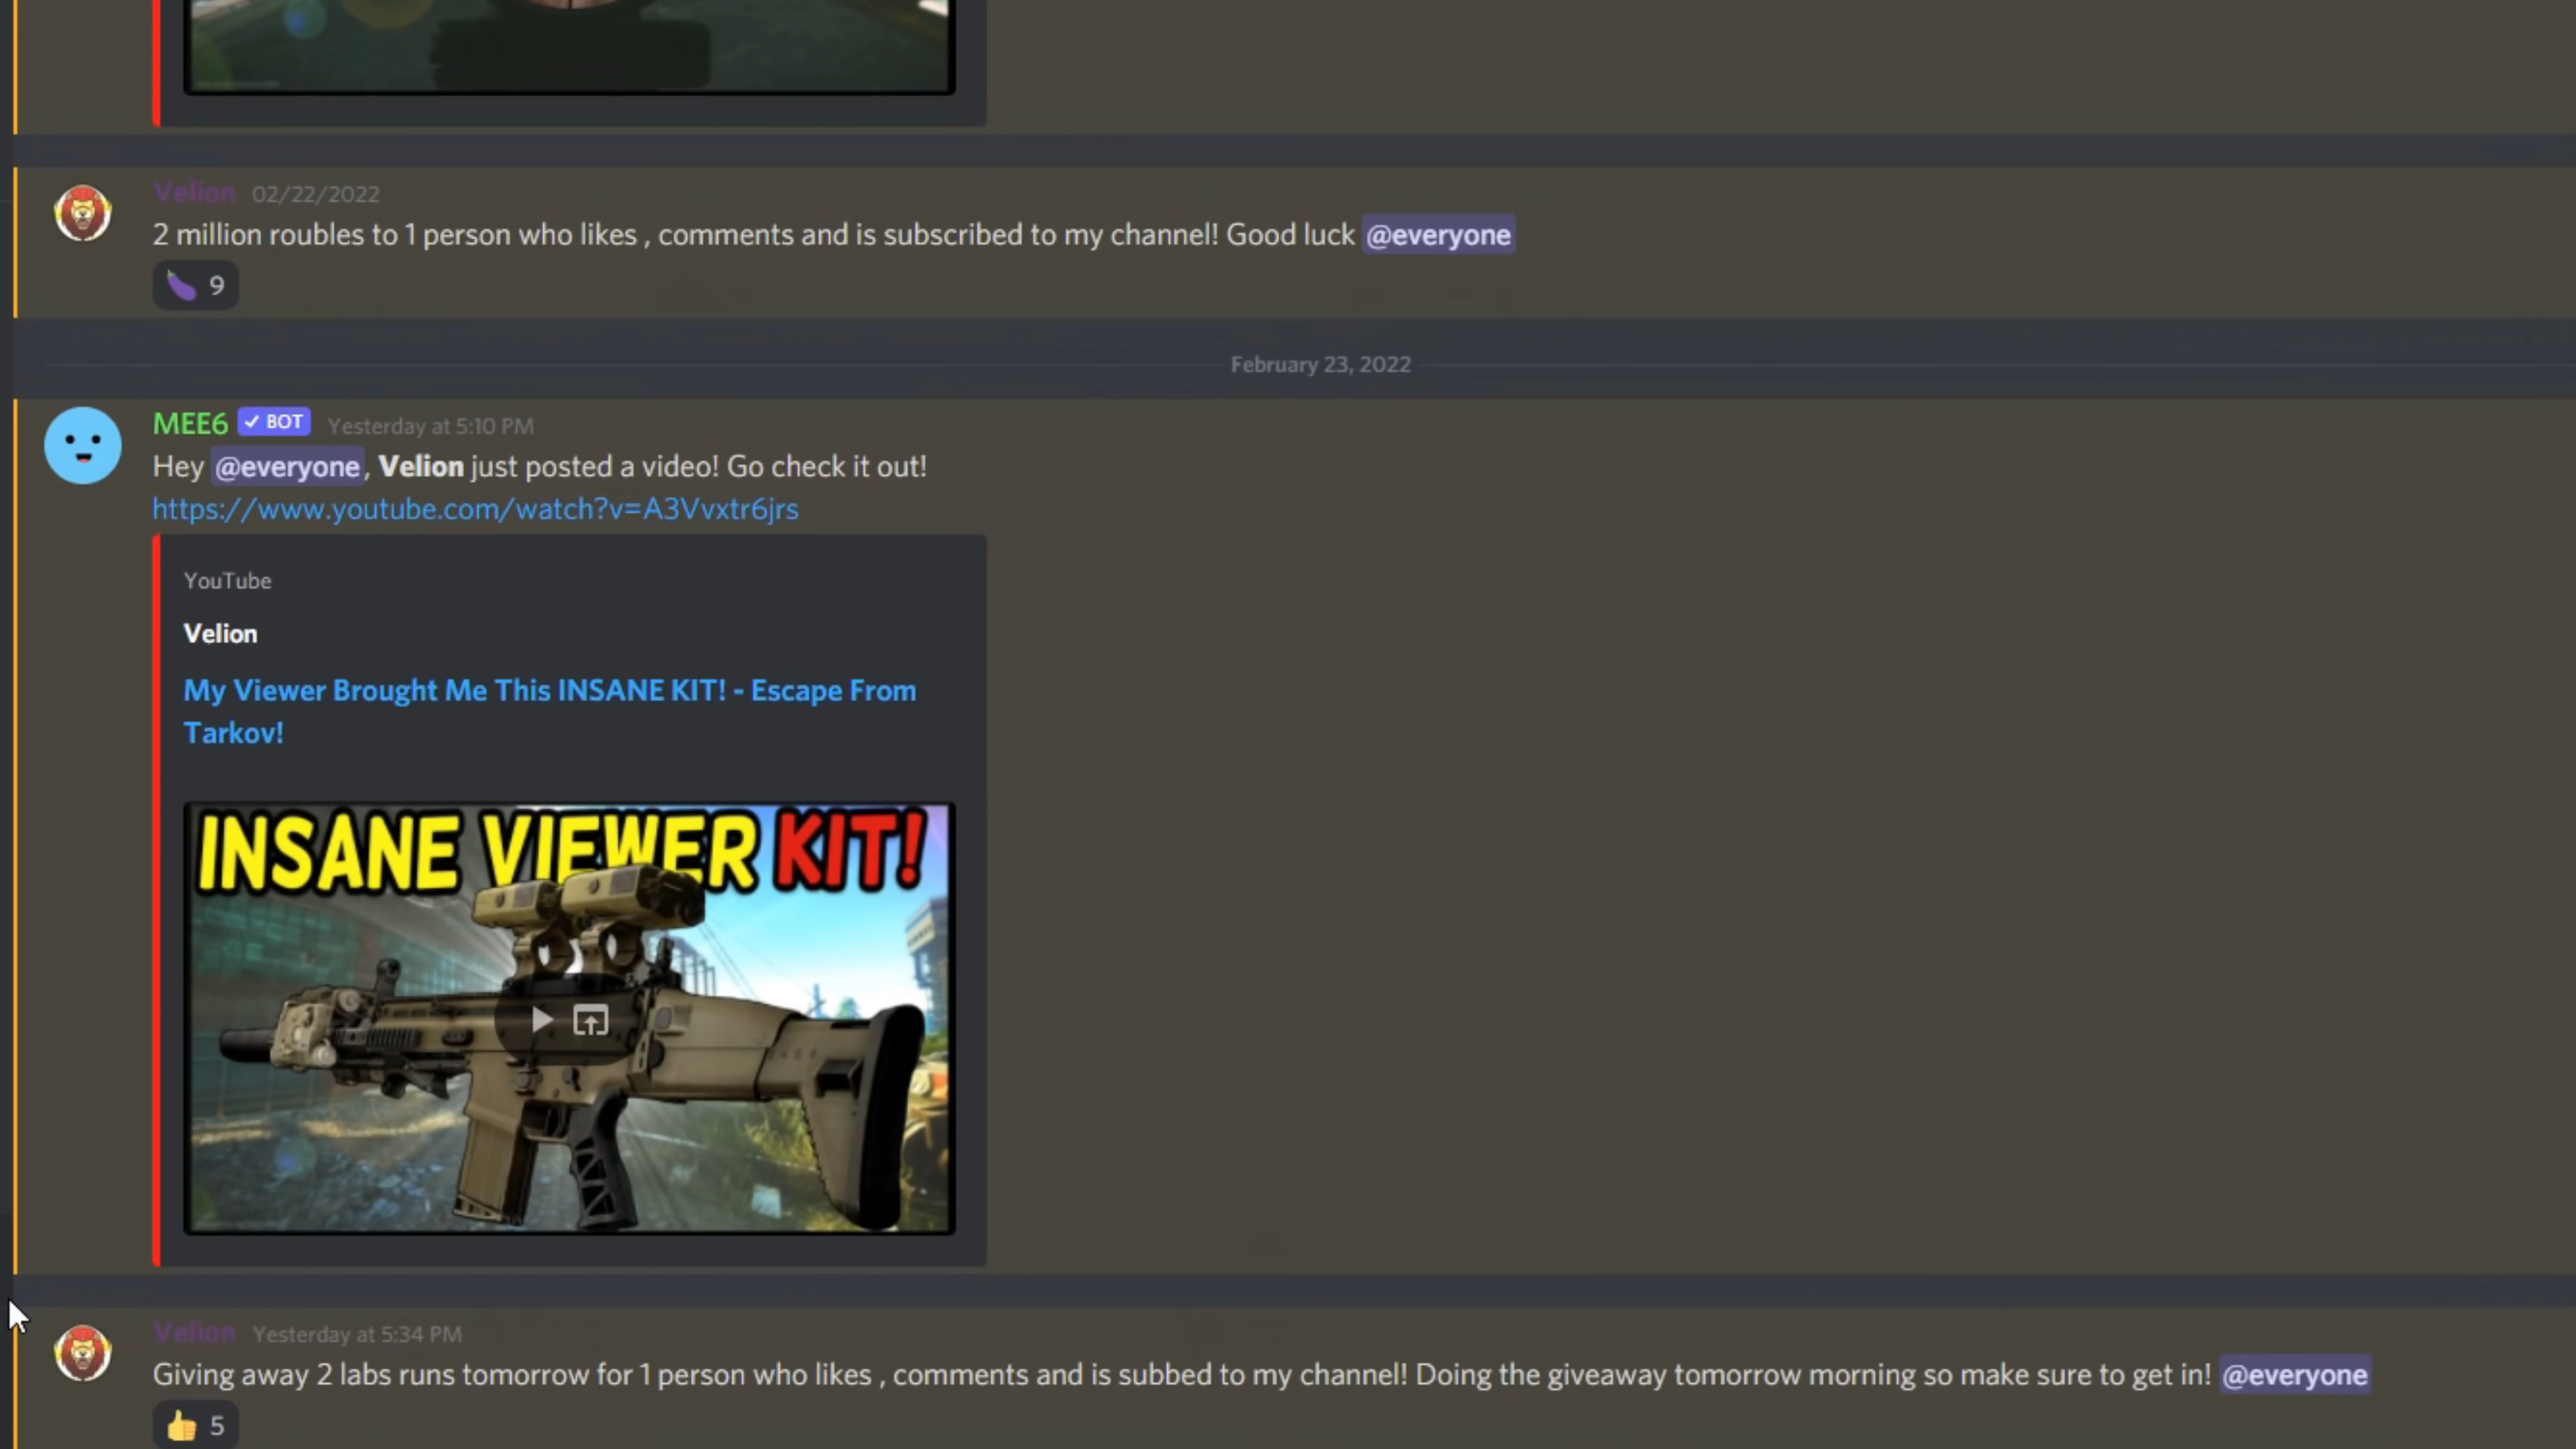 Velion 02/22/2022
2 million roubles to 1 person who likes , comments and is subscribed to my channel! Good luck @everyone
9
February 23, 2022
MEE6 ✓ BOT Yesterday at 5:10 PM
Hey @everyone, Velion just posted a video! Go check it out!
https://www.youtube.com/watch?v=A3Vvxtr6jrs
YouTube
Velion
My Viewer Brought Me This INSANE KIT! - Escape From
Tarkov!
INSANE VIEWER KIT!
Velion Yesterday at 5:34 PM
Giving away 2 labs runs tomorrow for 1 person who likes , comments and is subbed to my channel! Doing the giveaway tomorrow morning so make sure to get in! @everyone
5